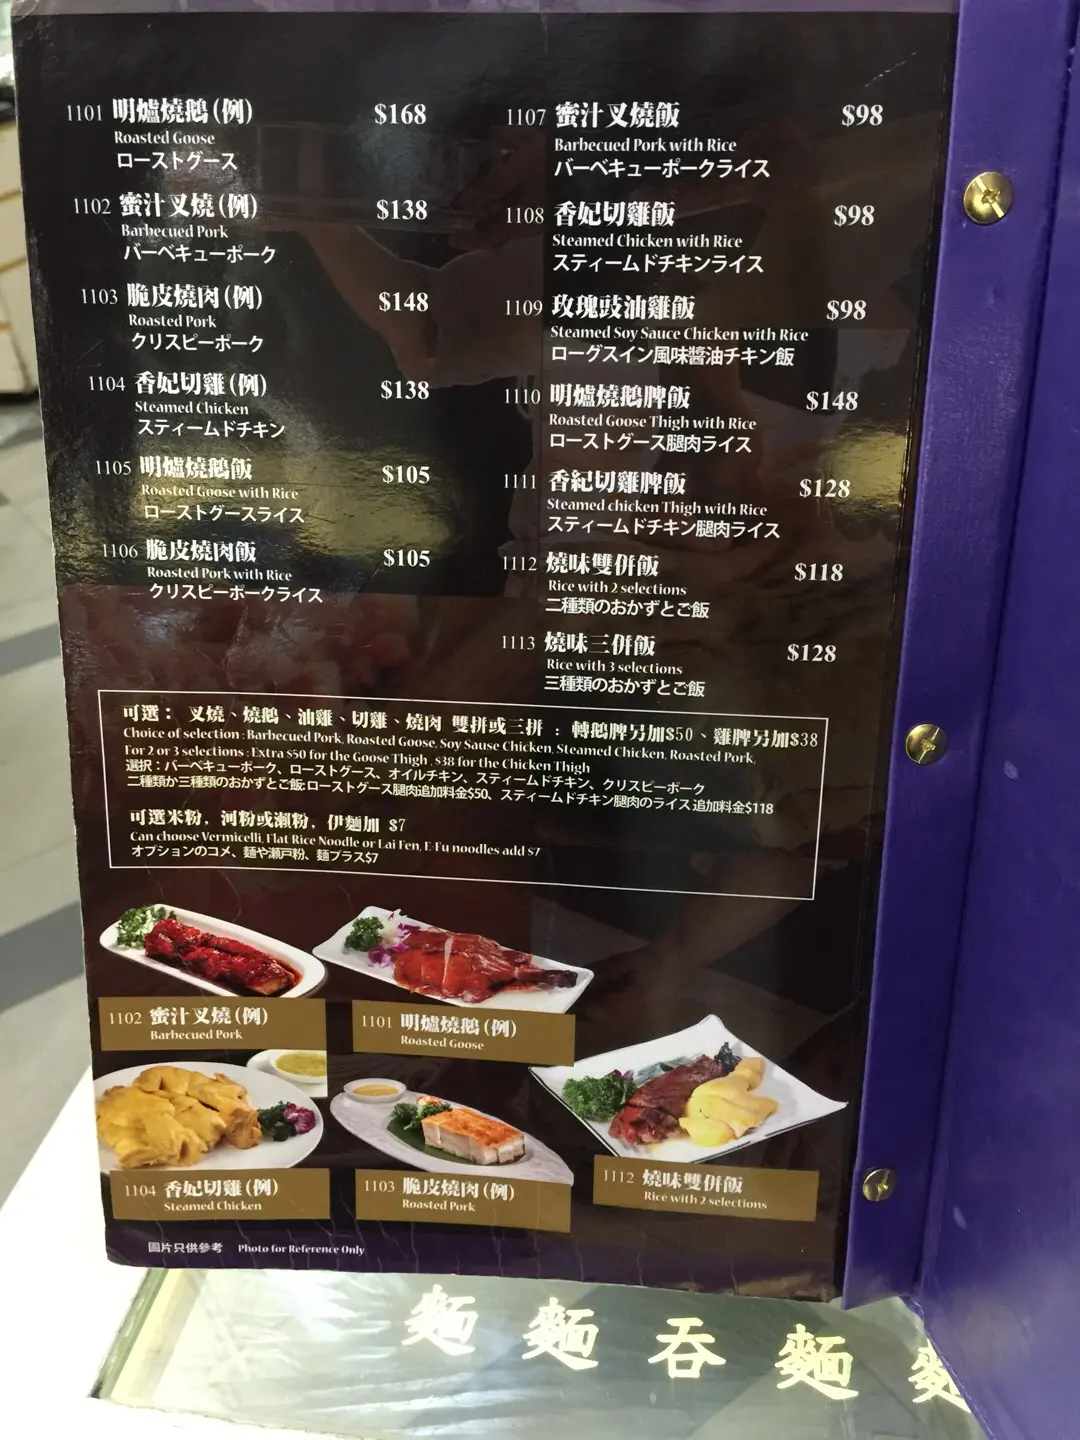 1101 明爐燒鵝(例) $168
Roasted Goose
ローストグース
1102 蜜汁叉燒(例) $138
Barbecued Pork
バーベキューポーク
1103 脆皮燒肉(例) $148
Roasted Pork
クリスピーポーク
1104 香妃切雞(例) $138
Steamed Chicken
スティームドチキン
1105 明爐燒鵝飯 $105
Roasted Goose with Rice
ローストグースライス
1106 脆皮燒肉飯 $105
Roasted Pork with Rice
クリスピーポークライス
1107 蜜汁叉燒飯 $98
Barbecued Pork with Rice
バーベキューポークライス
1108 香妃切雞飯 $98
Steamed Chicken with Rice
スティームドチキンライス
1109 玫瑰豉油雞飯 $98
Steamed Soy Sauce Chicken with Rice
ローグスイン風味醬油チキン飯
1110 明爐燒鵝脾飯 $148
Roasted Goose Thigh with Rice
ローストグース腿肉ライス
1111 香紀切雞脾飯 $128
Steamed chicken Thigh with Rice
スティームドチキン腿肉ライス
1112 燒味雙併飯 $118
Rice with 2 selections
二種類のおかずとご飯
1113 燒味三併飯 $128
Rice with 3 selections
三種類のおかずとご飯
可選： 叉燒、燒鵝、油雞、切雞、燒肉 雙拼或三拼 : 轉鵝脾另加$50、雞脾另加$38
Choice of selection : Barbecued Pork, Roasted Goose, Soy Sause Chicken, Steamed Chicken, Roasted Pork,
For 2 or 3 selections : Extra $50 for the Goose Thigh , $38 for the Chicken Thigh
選択：バーベキューポーク、ローストグース、オイルチキン、スティームドチキン、クリスピーポーク
二種類か三種類のおかずとご飯:ローストグース腿肉追加料金$50、スティームドチキン腿肉のライス追加料金$118
可選米粉，河粉或瀨粉，伊麵加 $7
Can choose Vermicelli, Flat Rice Noodle or Lai Fen, E-Fu noodles add $7
オプションのコメ、麺や瀬戸粉、麺プラス$7
1102 蜜汁叉燒(例)
Barbecued Pork
1101 明爐燒鵝(例)
Roasted Goose
1104 香妃切雞(例)
Steamed Chicken
1103 脆皮燒肉(例)
Roasted Pork
1112 燒味雙併飯
Rice with 2 selections
圖片只供參考 Photo for Reference Only
麵麵吞麵麵